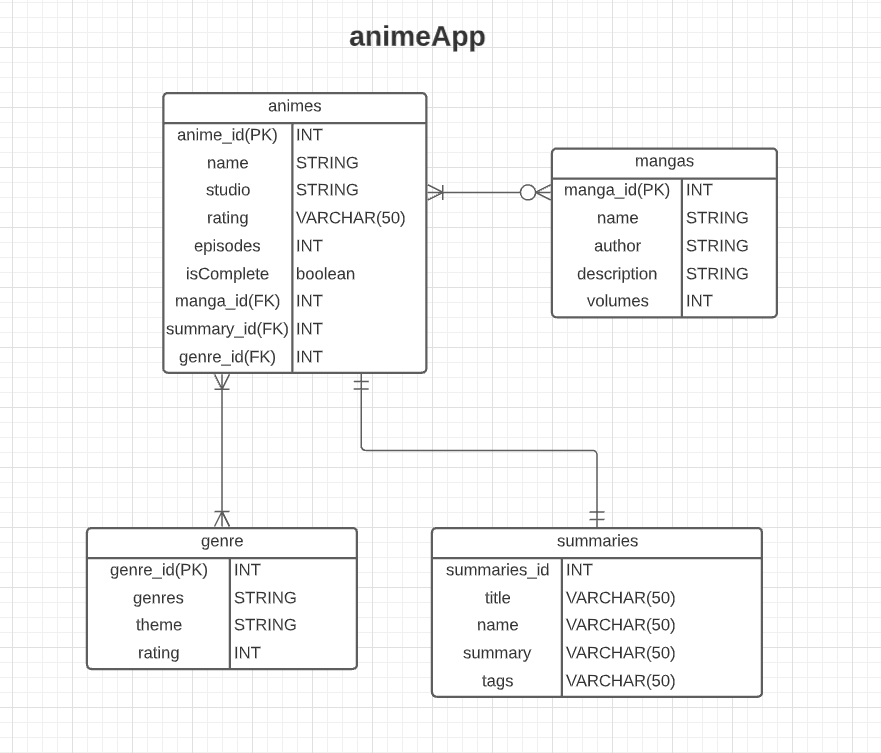 animeApp
animes
anime_id(PK) INT
name STRING
studio STRING
rating VARCHAR(50)
episodes INT
isComplete boolean
manga_id(FK) INT
summary_id(FK) INT
genre_id(FK) INT
mangas
manga_id(PK) INT
name STRING
author STRING
description STRING
volumes INT
genre
genre_id(PK) INT
genres STRING
theme STRING
rating INT
summaries
summaries_id INT
title VARCHAR(50)
name VARCHAR(50)
summary VARCHAR(50)
tags VARCHAR(50)